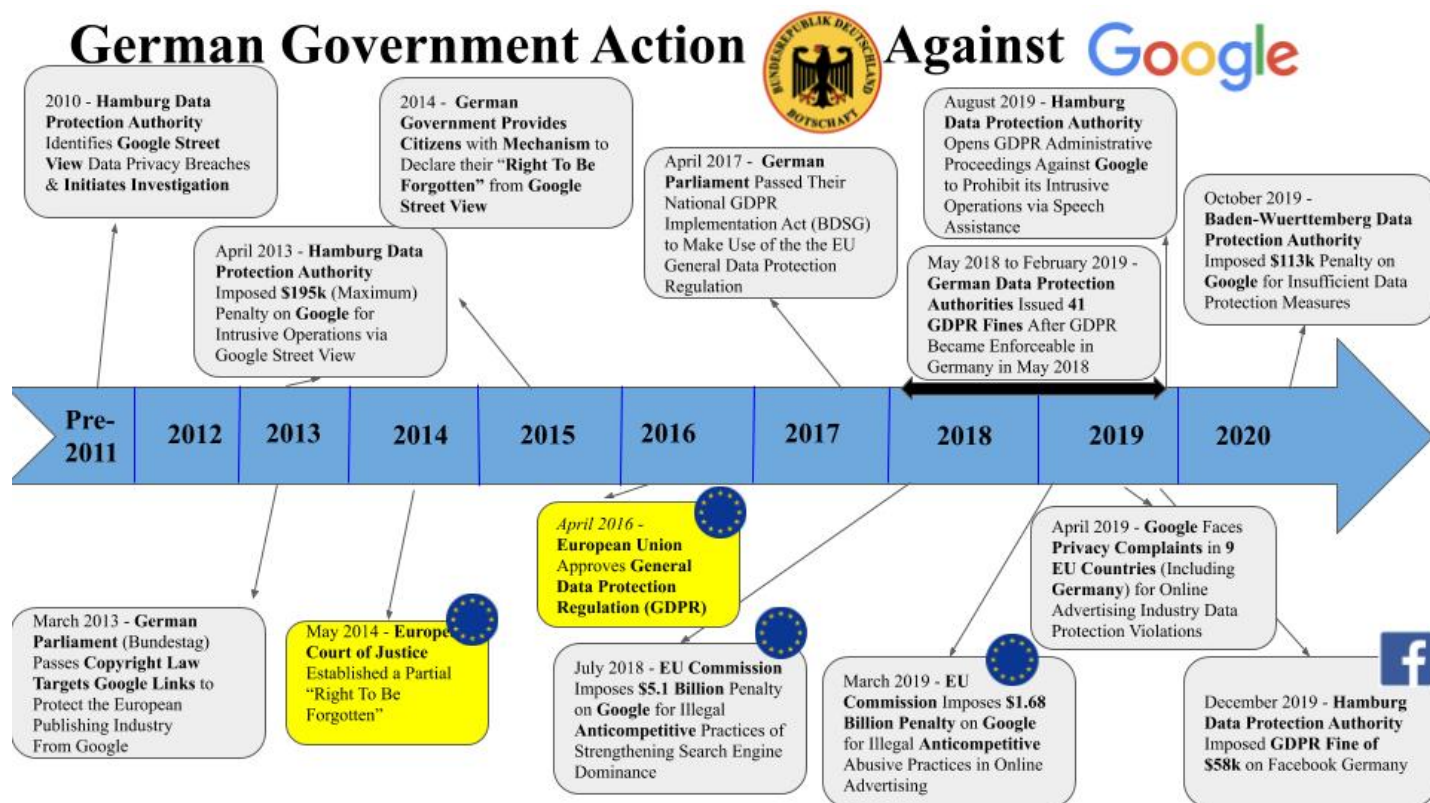 German Government Action Against Google
BUNDESREPUBLIK DEUTSCHLAND
BOTSCHAFT
2010 - Hamburg Data
Protection Authority
Identifies Google Street
View Data Privacy Breaches
& Initiates Investigation
2014 - German
Government Provides
Citizens with Mechanism to
Declare their “Right To Be
Forgotten” from Google
Street View
April 2013 - Hamburg Data
Protection Authority
Imposed $195k (Maximum)
Penalty on Google for
Intrusive Operations via
Google Street View
April 2017 - German
Parliament Passed Their
National GDPR
Implementation Act (BDSG)
to Make Use of the the EU
General Data Protection
Regulation
August 2019 - Hamburg
Data Protection Authority
Opens GDPR Administrative
Proceedings Against Google
to Prohibit its Intrusive
Operations via Speech
Assistance
May 2018 to February 2019 -
German Data Protection
Authorities Issued 41
GDPR Fines After GDPR
Became Enforceable in
Germany in May 2018
October 2019 -
Baden-Wuerttemberg Data
Protection Authority
Imposed $113k Penalty on
Google for Insufficient Data
Protection Measures
Pre-
2011
2012
2013
2014
2015
2016
2017
2018
2019
2020
March 2013 - German
Parliament (Bundestag)
Passes Copyright Law
Targets Google Links to
Protect the European
Publishing Industry
From Google
May 2014 - Europe
Court of Justice
Established a Partial
“Right To Be
Forgotten”
April 2016 -
European Union
Approves General
Data Protection
Regulation (GDPR)
July 2018 - EU Commission
Imposes $5.1 Billion Penalty
on Google for Illegal
Anticompetitive Practices of
Strengthening Search Engine
Dominance
March 2019 - EU
Commission Imposes $1.68
Billion Penalty on Google
for Illegal Anticompetitive
Abusive Practices in Online
Advertising
April 2019 - Google Faces
Privacy Complaints in 9
EU Countries (Including
Germany) for Online
Advertising Industry Data
Protection Violations
f
December 2019 - Hamburg
Data Protection Authority
Imposed GDPR Fine of
$58k on Facebook Germany